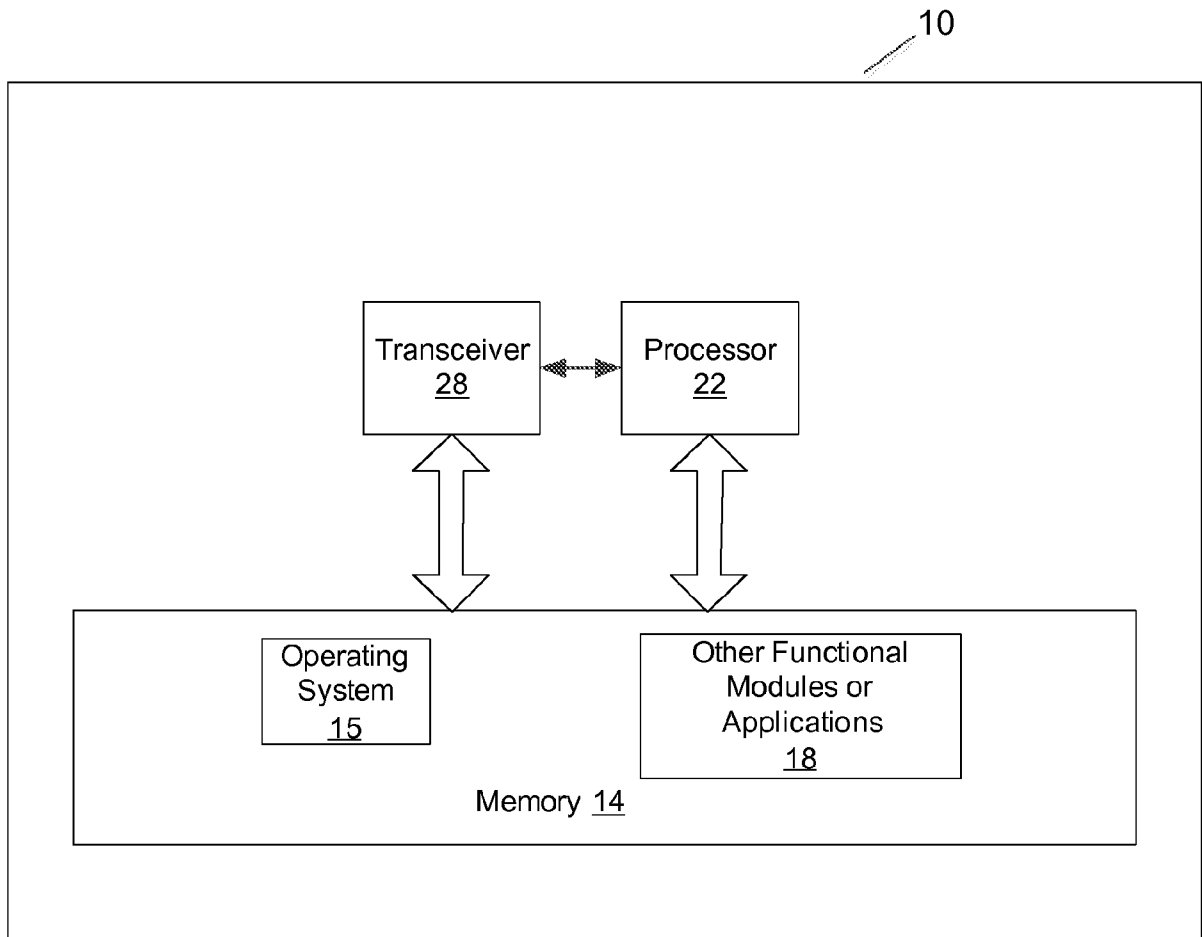 10
Transceiver
28
Processor
22
Operating
System
15
Other Functional
Modules or
Applications
18
Memory 14